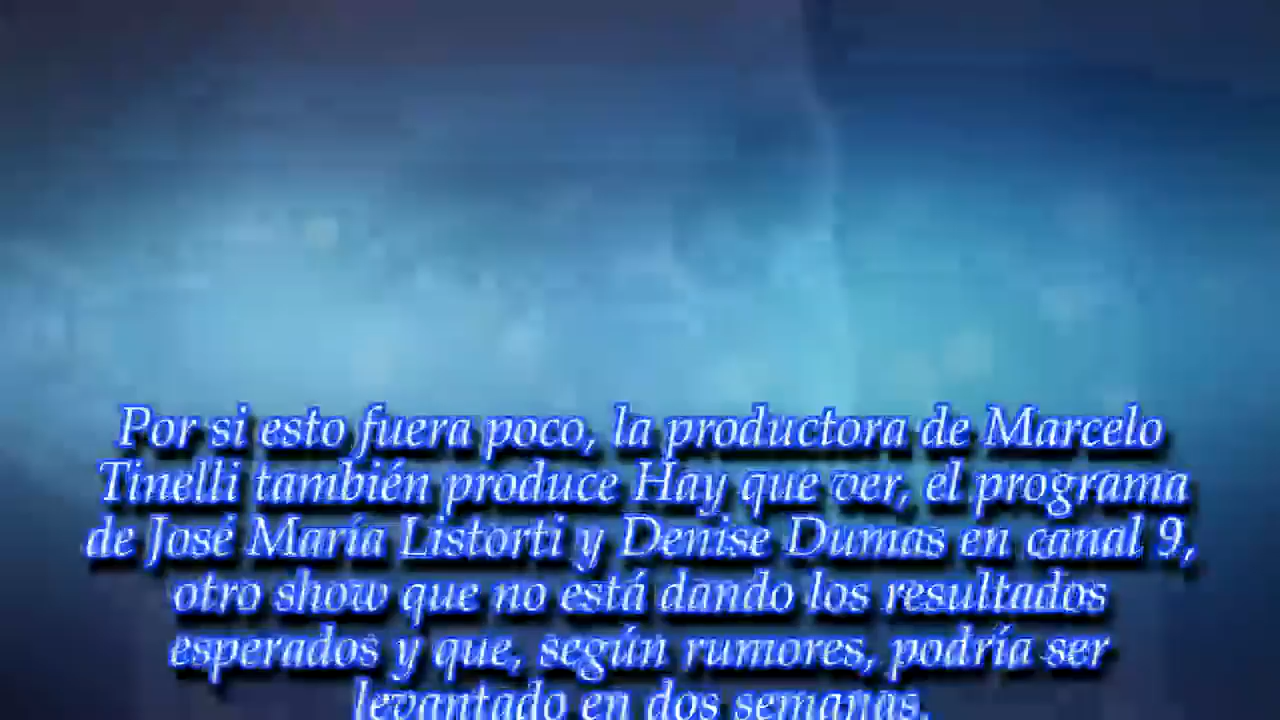 Por si esto fuera poco, la productora de Marcelo
Tinelli también produce Hay que ver, el programa
de José María Listorti y Denise Dumas en canal 9,
otro show que no está dando los resultados
esperados y que, según rumores, podría ser
levantado en dos semanas.